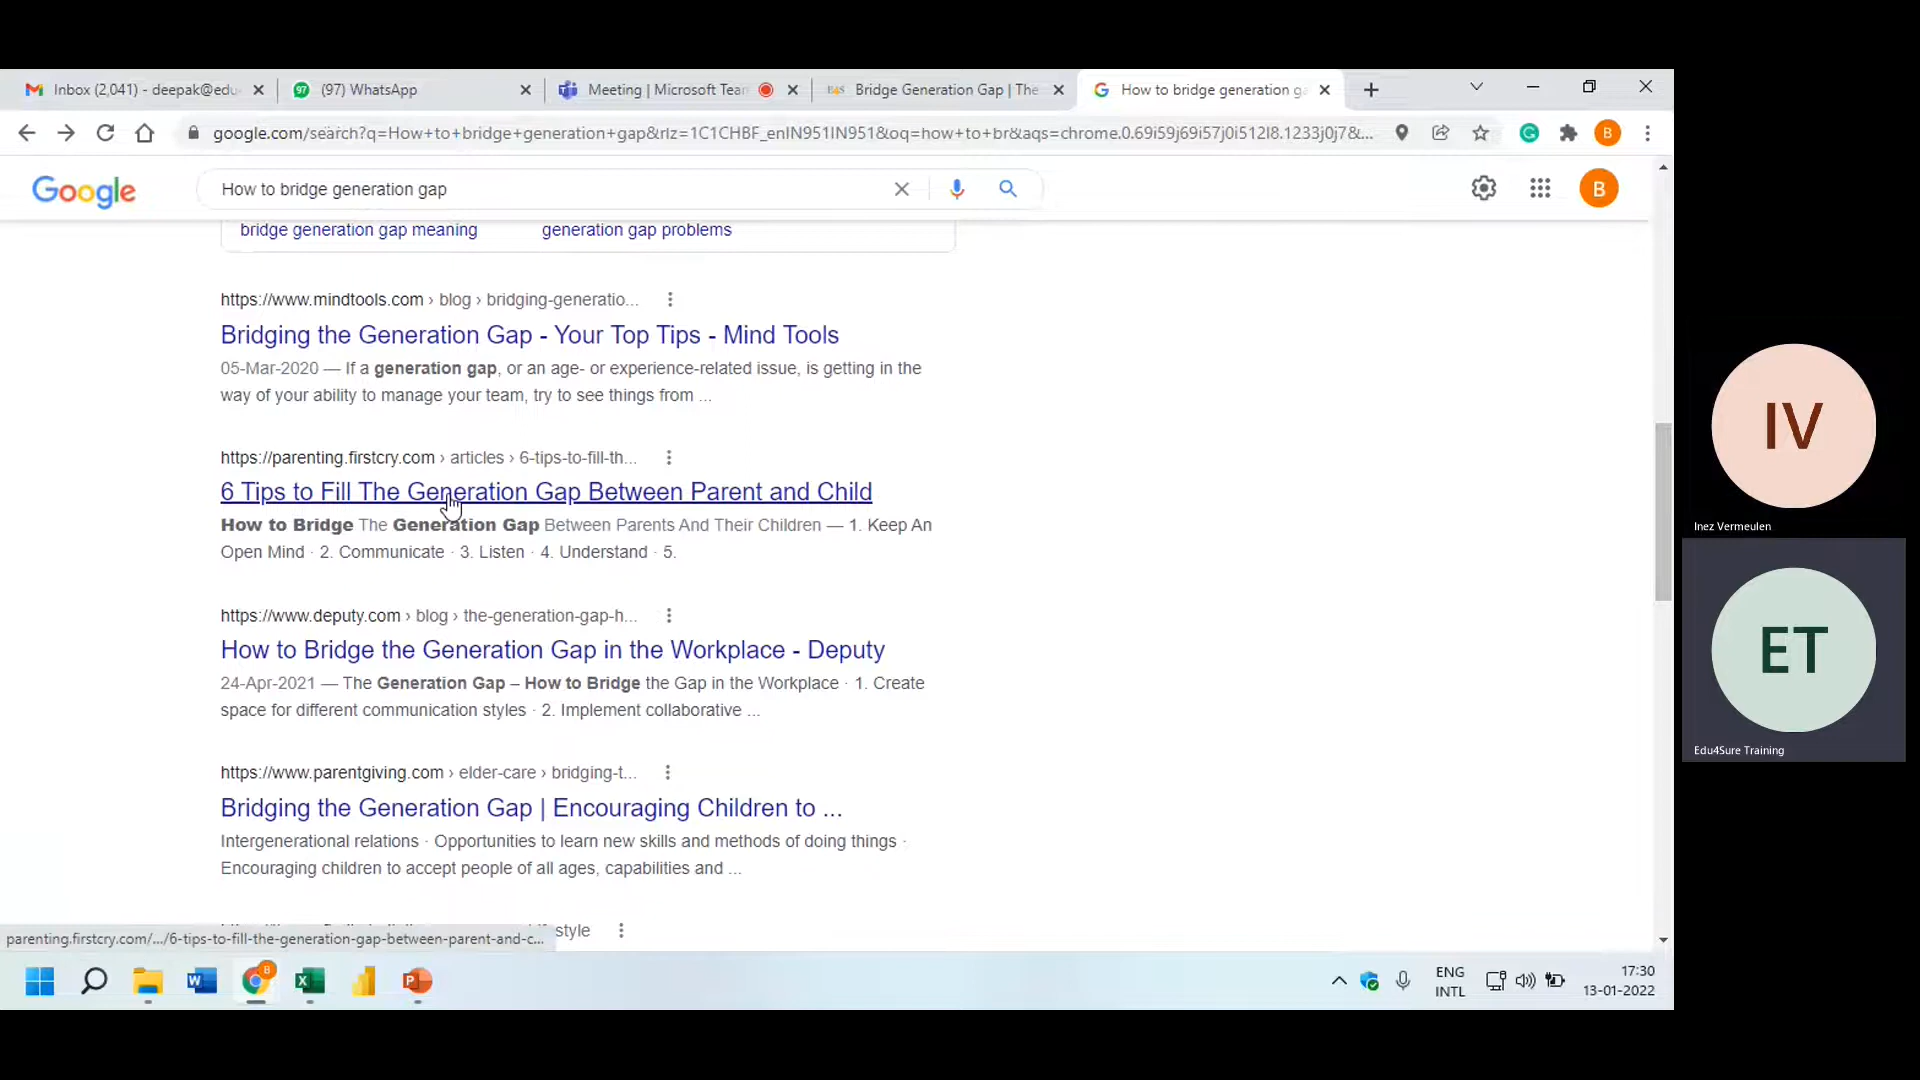 Inbox (2,041) - deepak@edu
97
(97) WhatsApp
Meeting | Microsoft Tear
Bridge Generation Gap | The
How to bridge generation ga
google.com/search?q=How+to+bridge+generation+gap&rlz=1C1CHBF_enIN951IN951&oq=how+to+br&aqs=chrome.0.69i59j69i57j0i512l8.1233j0j7&...
B
Google
How to bridge generation gap
B
bridge generation gap meaning
generation gap problems
https://www.mindtools.com › blog › bridging-generatio...
Bridging the Generation Gap - Your Top Tips - Mind Tools
05-Mar-2020 — If a generation gap, or an age- or experience-related issue, is getting in the
way of your ability to manage your team, try to see things from ...
https://parenting.firstcry.com › articles › 6-tips-to-fill-th...
6 Tips to Fill The Generation Gap Between Parent and Child
How to Bridge The Generation Gap Between Parents And Their Children — 1. Keep An
Open Mind · 2. Communicate · 3. Listen · 4. Understand · 5.
https://www.deputy.com › blog › the-generation-gap-h...
How to Bridge the Generation Gap in the Workplace - Deputy
24-Apr-2021 — The Generation Gap – How to Bridge the Gap in the Workplace · 1. Create
space for different communication styles · 2. Implement collaborative ...
https://www.parentgiving.com › elder-care › bridging-t...
Bridging the Generation Gap | Encouraging Children to ...
Intergenerational relations · Opportunities to learn new skills and methods of doing things ·
Encouraging children to accept people of all ages, capabilities and ...
style
parenting.firstcry.com/.../6-tips-to-fill-the-generation-gap-between-parent-and-c...
ENG
INTL
17:30
13-01-2022
IV
Inez Vermeulen
ET
Edu4Sure Training